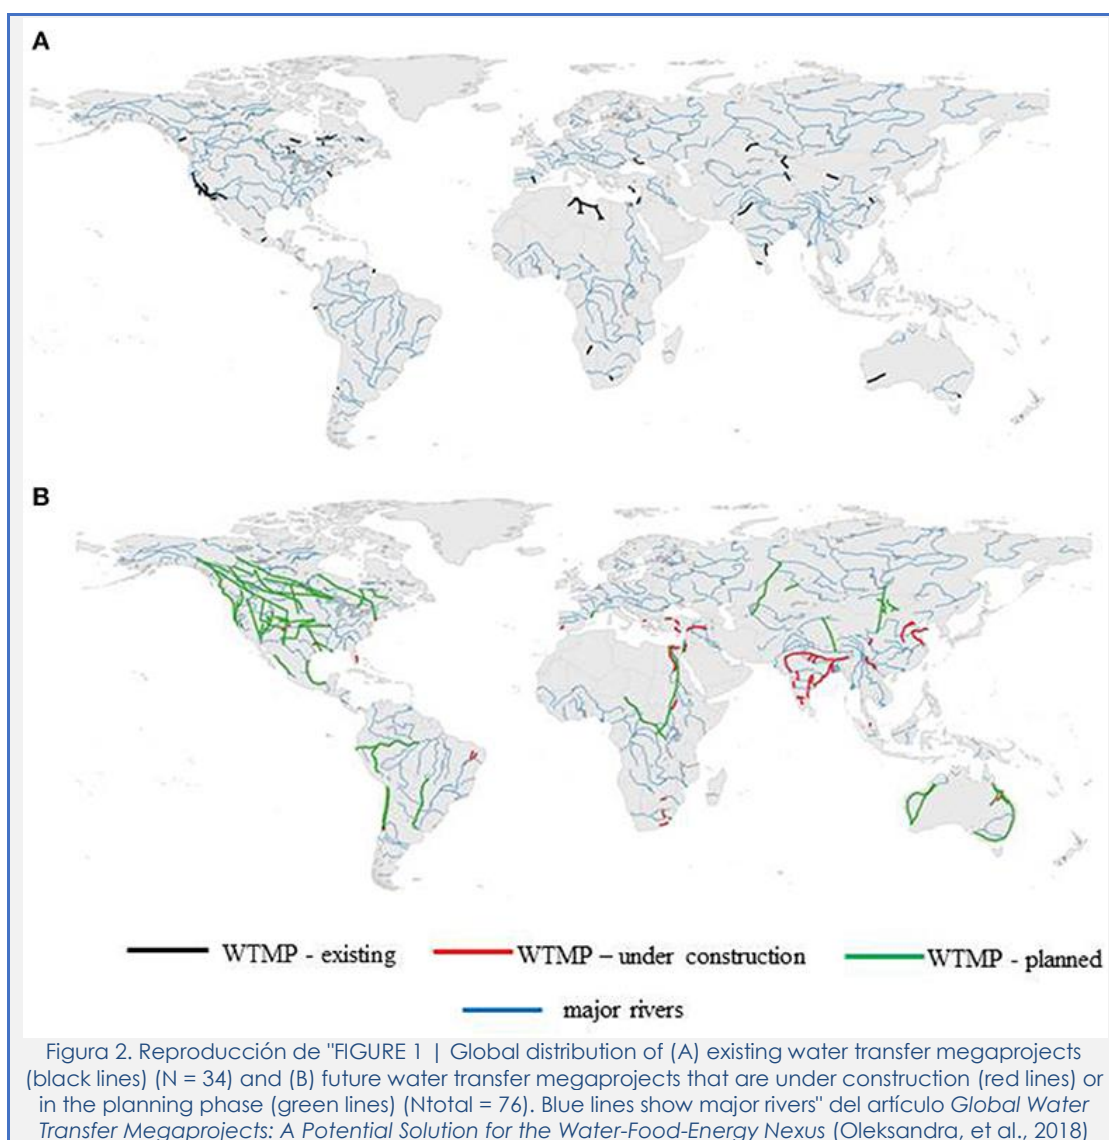 A
B
WTMP - existing
WTMP – under construction
WTMP - planned
major rivers
Figura 2. Reproducción de "FIGURE 1 | Global distribution of (A) existing water transfer megaprojects
(black lines) (N = 34) and (B) future water transfer megaprojects that are under construction (red lines) or
in the planning phase (green lines) (Ntotal = 76). Blue lines show major rivers" del artículo Global Water
Transfer Megaprojects: A Potential Solution for the Water-Food-Energy Nexus (Oleksandra, et al., 2018)